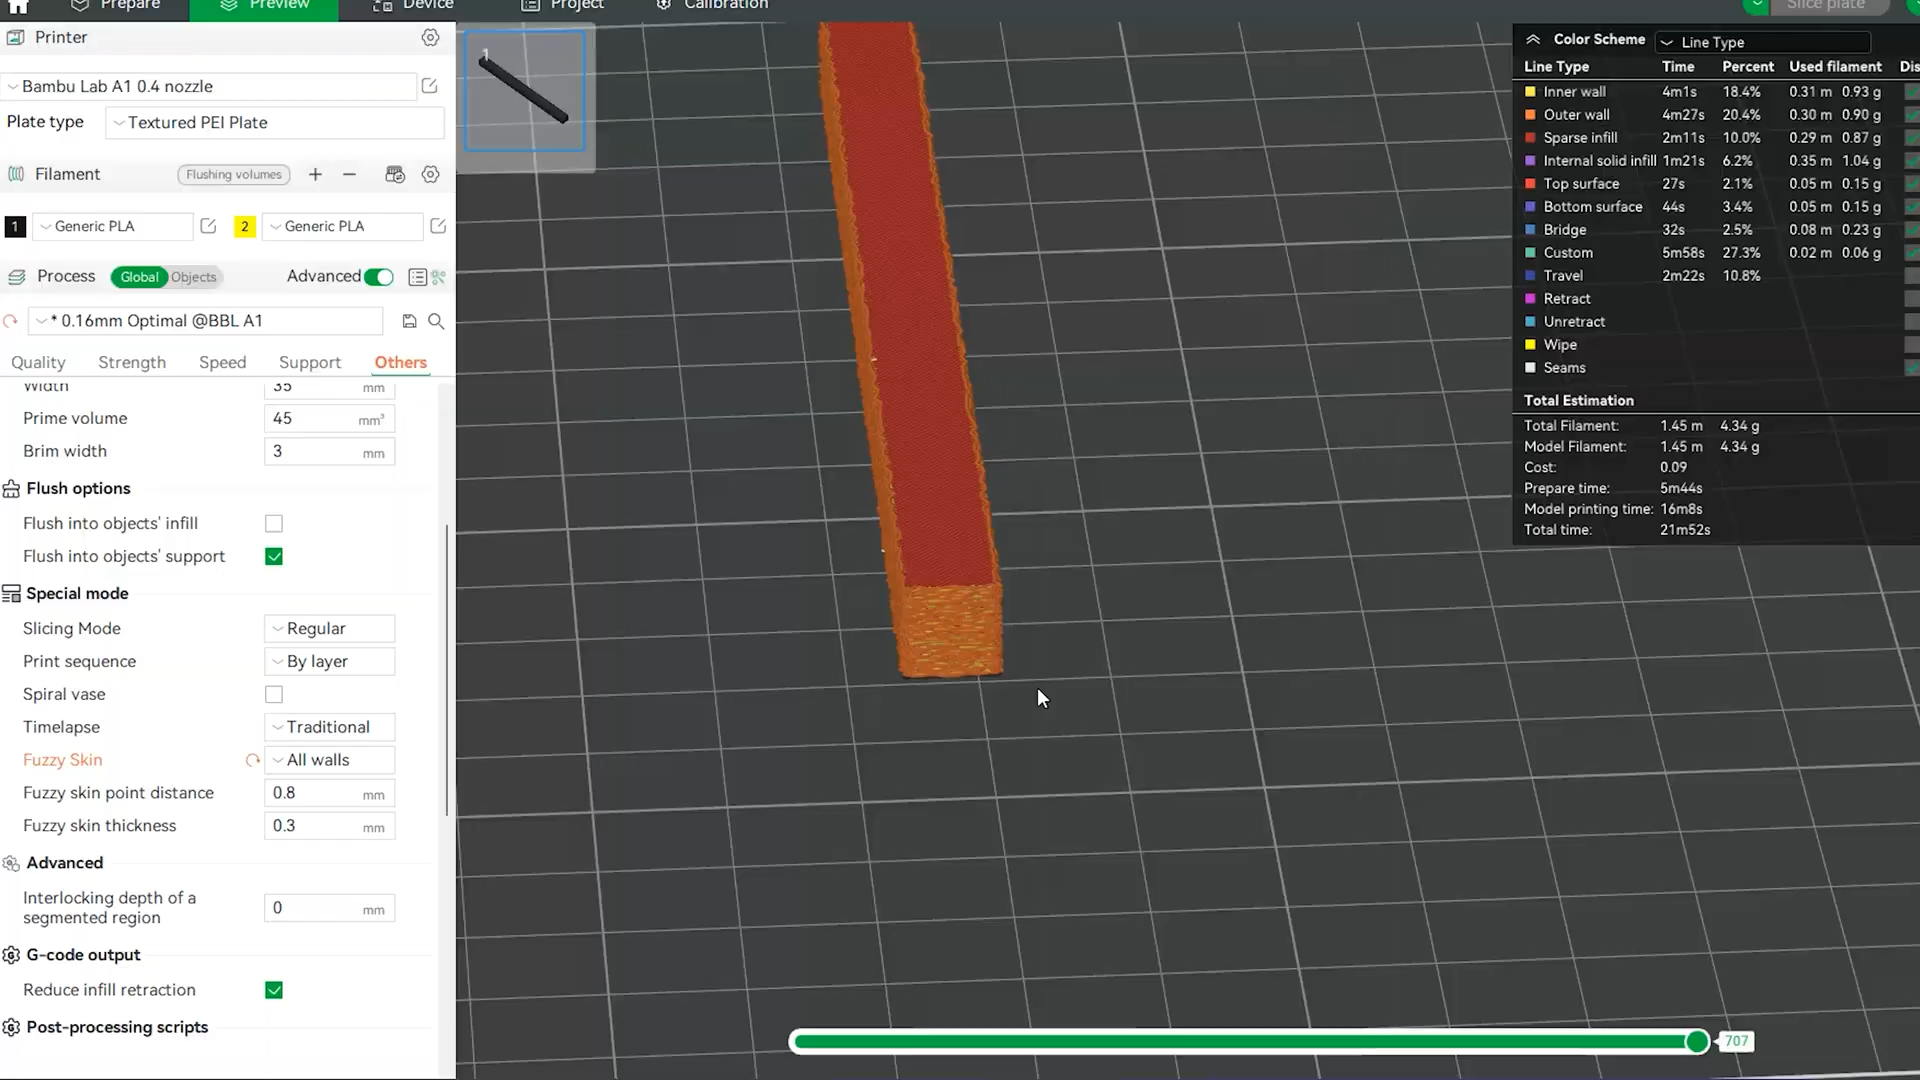 Prepare Preview Device Project Calibration Slice plate
Printer
Bambu Lab A1 0.4 nozzle
Plate type Textured PEI Plate
Filament Flushing volumes
1 Generic PLA 2 Generic PLA
Process Global Objects Advanced
* 0.16mm Optimal @BBL A1
Quality Strength Speed Support Others
Width 35 mm
Prime volume 45 mm³
Brim width 3 mm
Flush options
Flush into objects' infill
Flush into objects' support
Special mode
Slicing Mode Regular
Print sequence By layer
Spiral vase
Timelapse Traditional
Fuzzy Skin All walls
Fuzzy skin point distance 0.8 mm
Fuzzy skin thickness 0.3 mm
Advanced
Interlocking depth of a
segmented region 0 mm
G-code output
Reduce infill retraction
Post-processing scripts
1
Color Scheme Line Type
Line Type Time Percent Used filament Dis
Inner wall 4m1s 18.4% 0.31 m 0.93 g
Outer wall 4m27s 20.4% 0.30 m 0.90 g
Sparse infill 2m11s 10.0% 0.29 m 0.87 g
Internal solid infill 1m21s 6.2% 0.35 m 1.04 g
Top surface 27s 2.1% 0.05 m 0.15 g
Bottom surface 44s 3.4% 0.05 m 0.15 g
Bridge 32s 2.5% 0.08 m 0.23 g
Custom 5m58s 27.3% 0.02 m 0.06 g
Travel 2m22s 10.8%
Retract
Unretract
Wipe
Seams
Total Estimation
Total Filament: 1.45 m 4.34 g
Model Filament: 1.45 m 4.34 g
Cost: 0.09
Prepare time: 5m44s
Model printing time: 16m8s
Total time: 21m52s
707